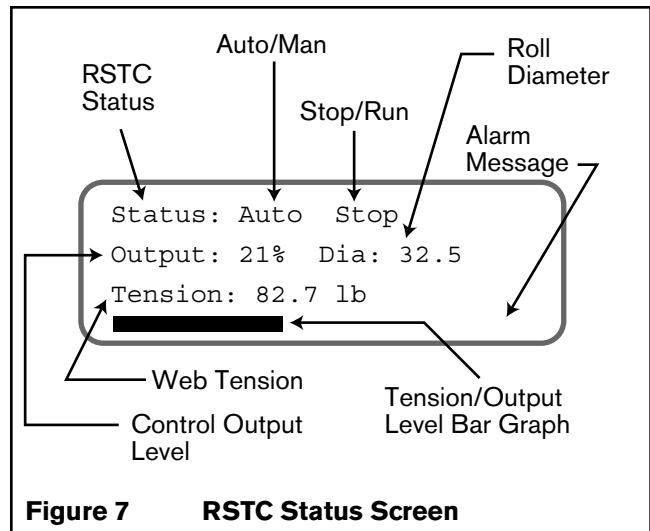 Auto/Man
Roll
Diameter
RSTC
Status
Stop/Run
Alarm
Message
Status: Auto Stop
Output: 21% Dia: 32.5
Tension: 82.7 lb
Web Tension
Tension/Output
Level Bar Graph
Control Output
Level
Figure 7 RSTC Status Screen